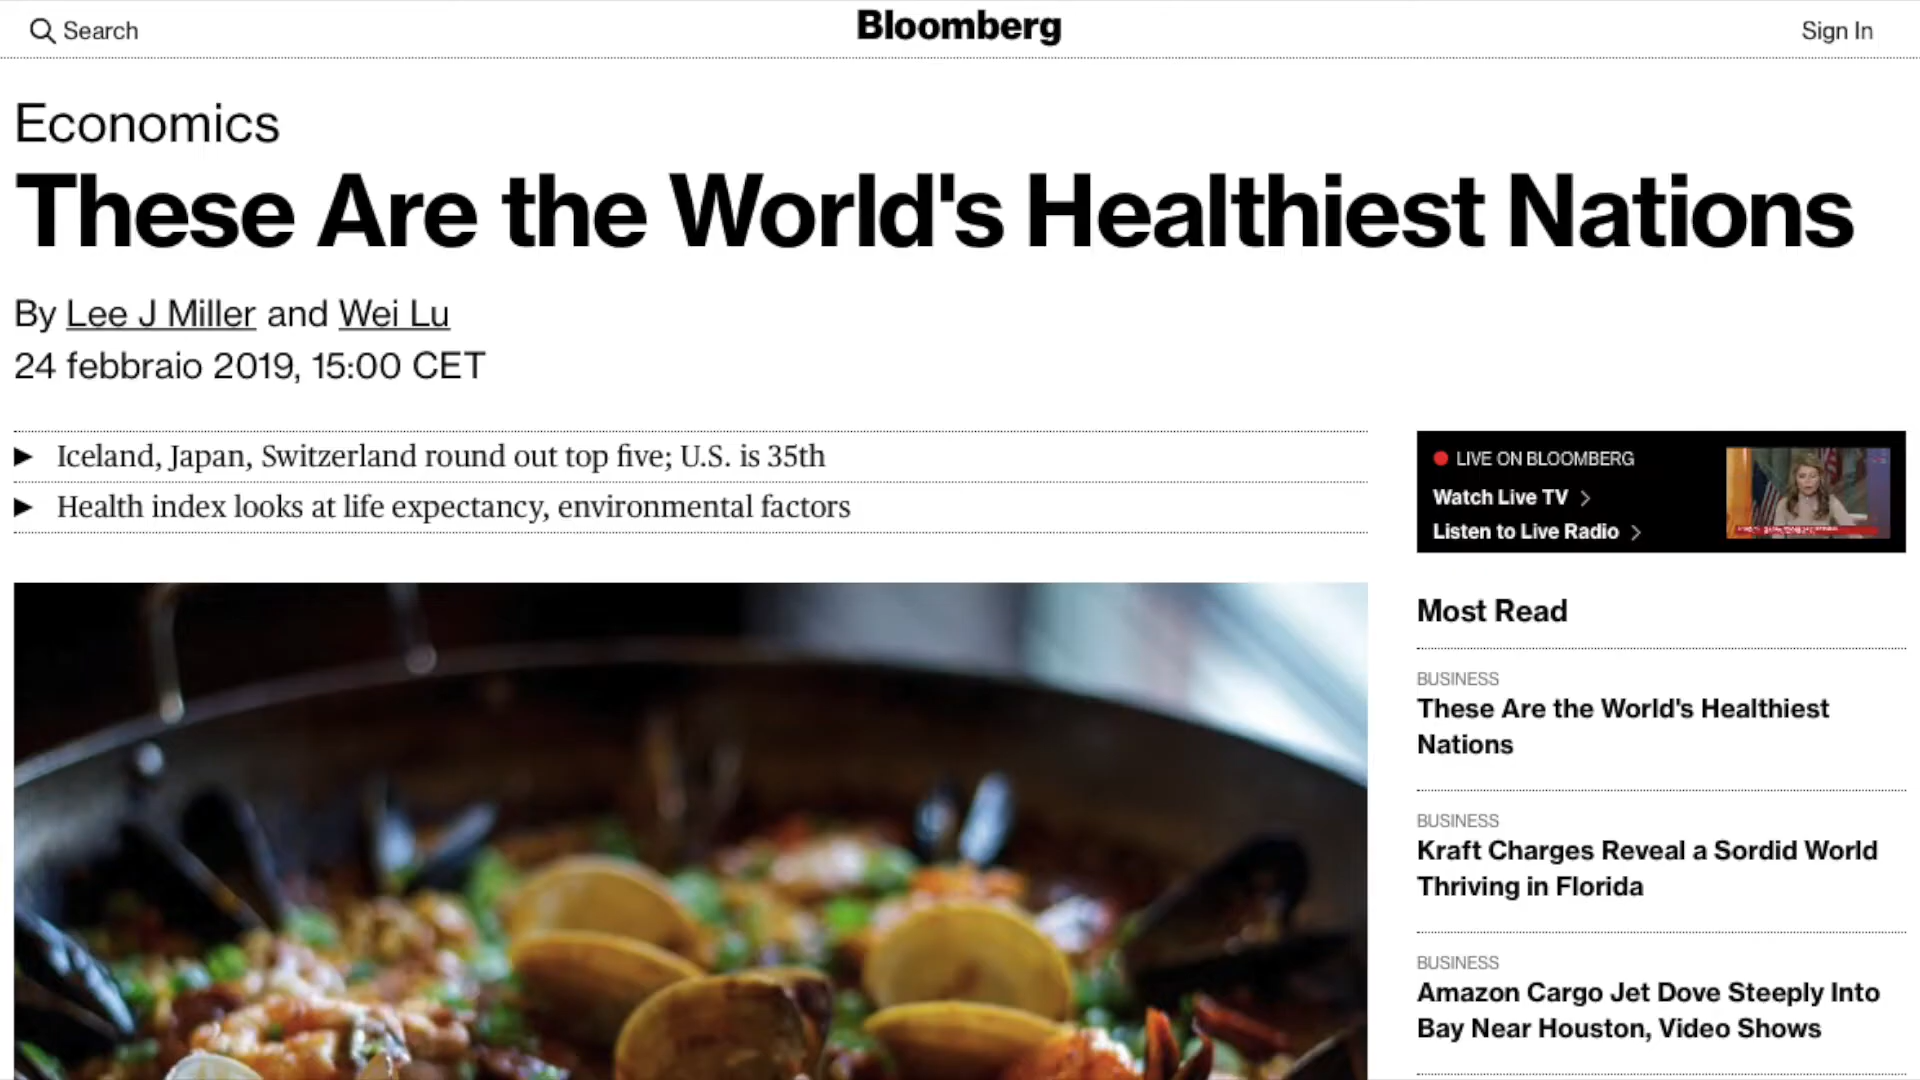 Search
Bloomberg
Sign In
Economics
These Are the World's Healthiest Nations
By Lee J Miller and Wei Lu
24 febbraio 2019, 15:00 CET
Iceland, Japan, Switzerland round out top five; U.S. is 35th
Health index looks at life expectancy, environmental factors
LIVE ON BLOOMBERG
Watch Live TV
Listen to Live Radio
Most Read
BUSINESS
These Are the World's Healthiest
Nations
BUSINESS
Kraft Charges Reveal a Sordid World
Thriving in Florida
BUSINESS
Amazon Cargo Jet Dove Steeply Into
Bay Near Houston, Video Shows